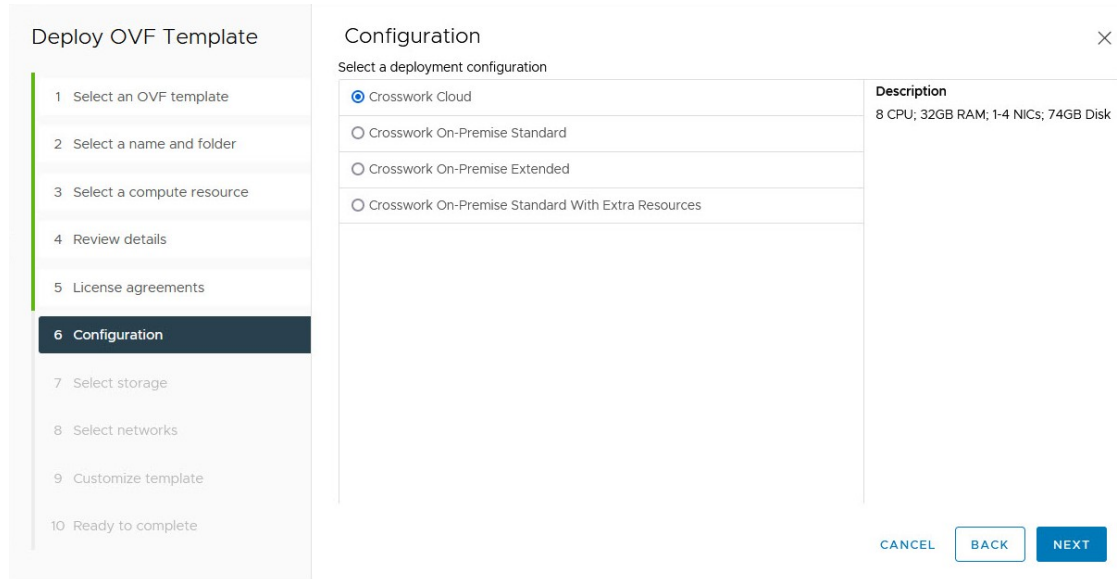 Deploy OVF Template
1 Select an OVF template
2 Select a name and folder
3 Select a compute resource
4 Review details
5 License agreements
6 Configuration
7 Select storage
8 Select networks
9 Customize template
10 Ready to complete
Configuration
Select a deployment configuration
Crosswork Cloud
Crosswork On-Premise Standard
Crosswork On-Premise Extended
Crosswork On-Premise Standard With Extra Resources
Description
8 CPU; 32GB RAM; 1-4 NICs; 74GB Disk
CANCEL
BACK
NEXT